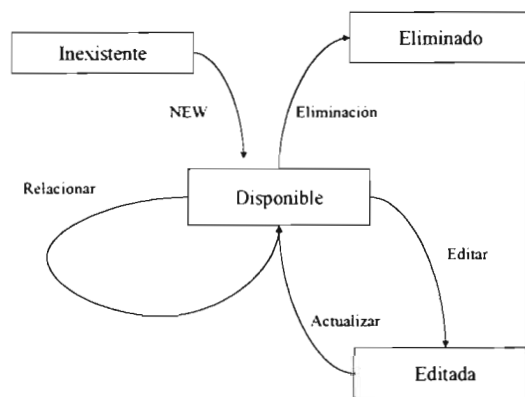 Eliminado
Inexistente
NEW
Eliminación
Relacionar
Disponible
Editar
Actualizar
Editada